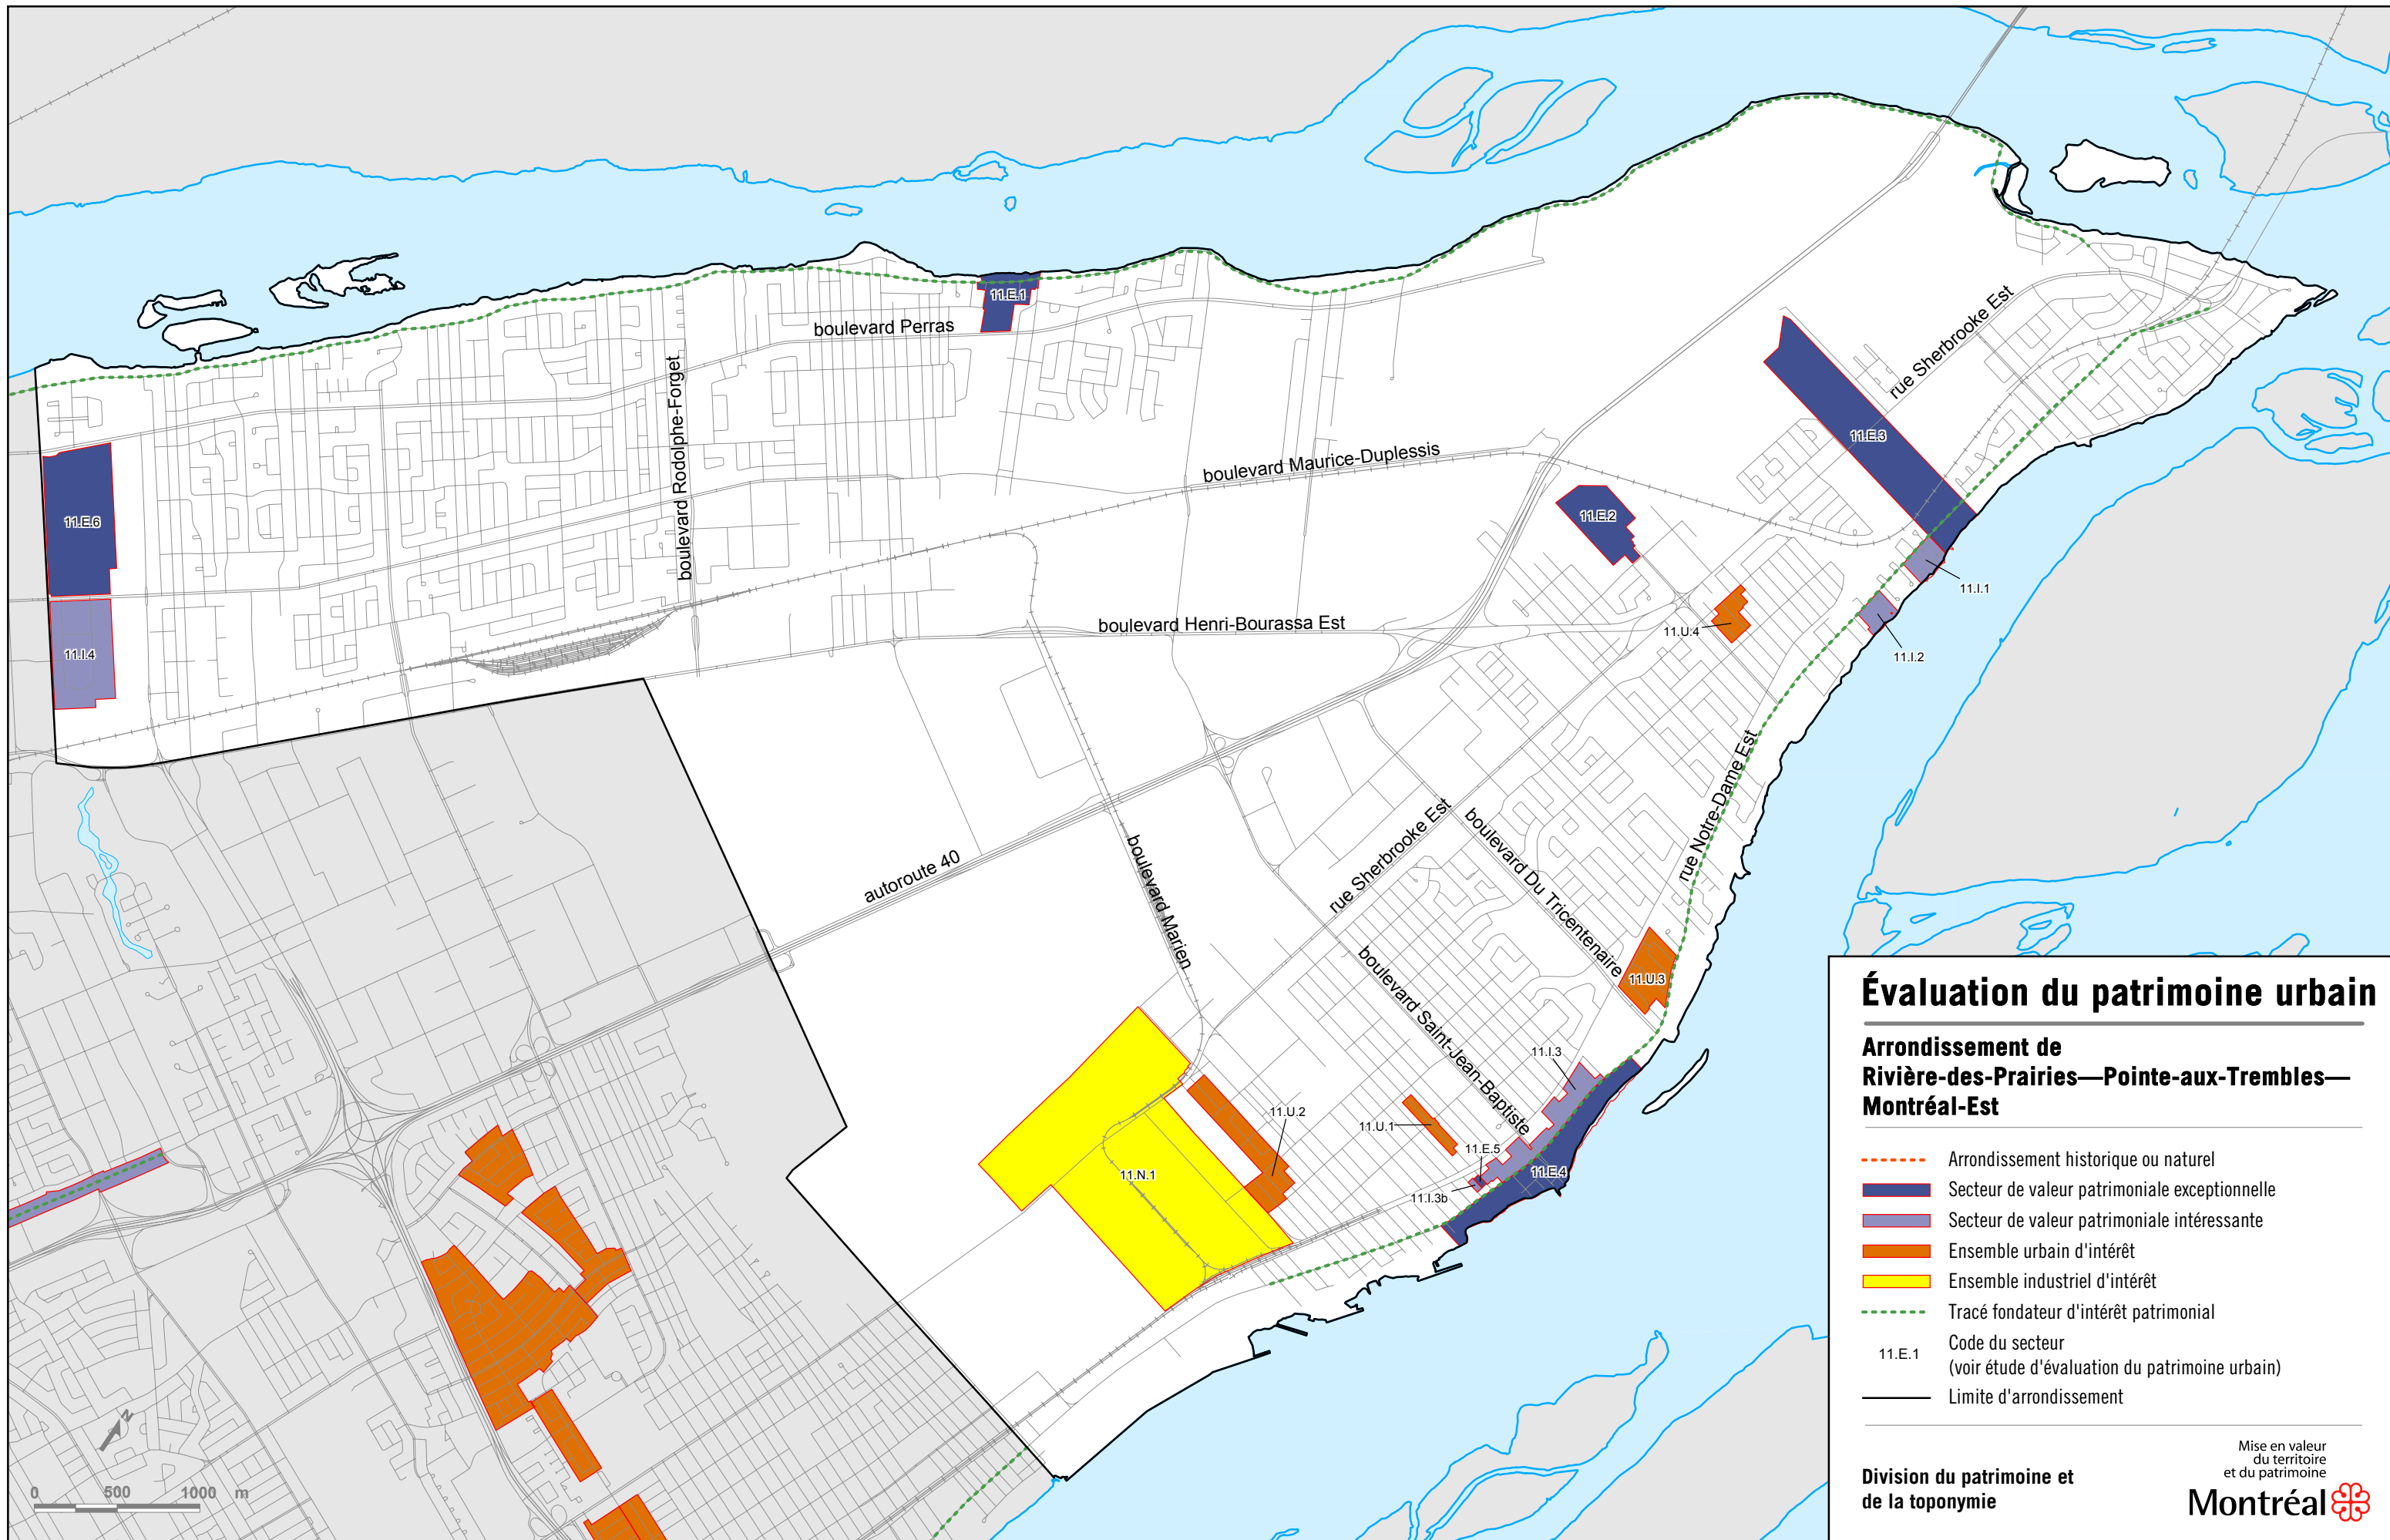 11.E.1
boulevard Perras
rue Sherbrooke Est
boulevard Rodolphe-Forget
11.E.3
boulevard Maurice-Duplessis
11.E.6
11.E.2
11.I.1
boulevard Henri-Bourassa Est
11.U.4
11.I.4
11.I.2
rue Notre-Dame Est
autoroute 40
boulevard Marien
rue Sherbrooke Est
boulevard Du Tricentenaire
boulevard Saint-Jean-Baptiste
11.U.3
11.I.3
11.U.2
11.U.1
11.E.5
11.N.1
11.E.4
11.I.3b
N
0 500 1000 m
Évaluation du patrimoine urbain
Arrondissement de
Rivière-des-Prairies—Pointe-aux-Trembles—
Montréal-Est
Arrondissement historique ou naturel
Secteur de valeur patrimoniale exceptionnelle
Secteur de valeur patrimoniale intéressante
Ensemble urbain d'intérêt
Ensemble industriel d'intérêt
Tracé fondateur d'intérêt patrimonial
11.E.1 Code du secteur
(voir étude d'évaluation du patrimoine urbain)
Limite d'arrondissement
Division du patrimoine et
de la toponymie
Mise en valeur
du territoire
et du patrimoine
Montréal